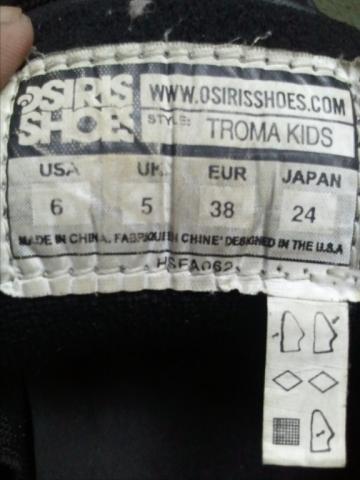 OSIRIS
SHOES
WWW.OSIRISSHOES.COM
STYLE: TROMA KIDS
USA UK EUR JAPAN
6 5 38 24
MADE IN CHINA. FABRIQUE EN CHINE DESIGNED IN THE U.S.A
HSFA062